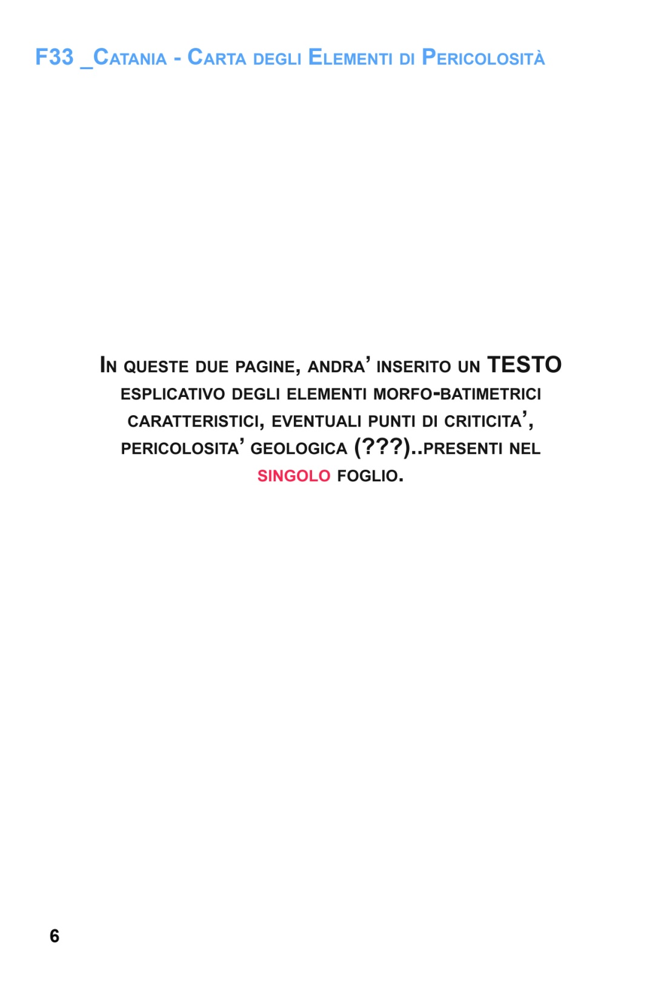 F33 _Catania - Carta degli Elementi di Pericolosità
In queste due pagine, andra’ inserito un TESTO
esplicativo degli elementi morfo-batimetrici
caratteristici, eventuali punti di criticita’,
pericolosita’ geologica (???)..presenti nel
singolo foglio.
6